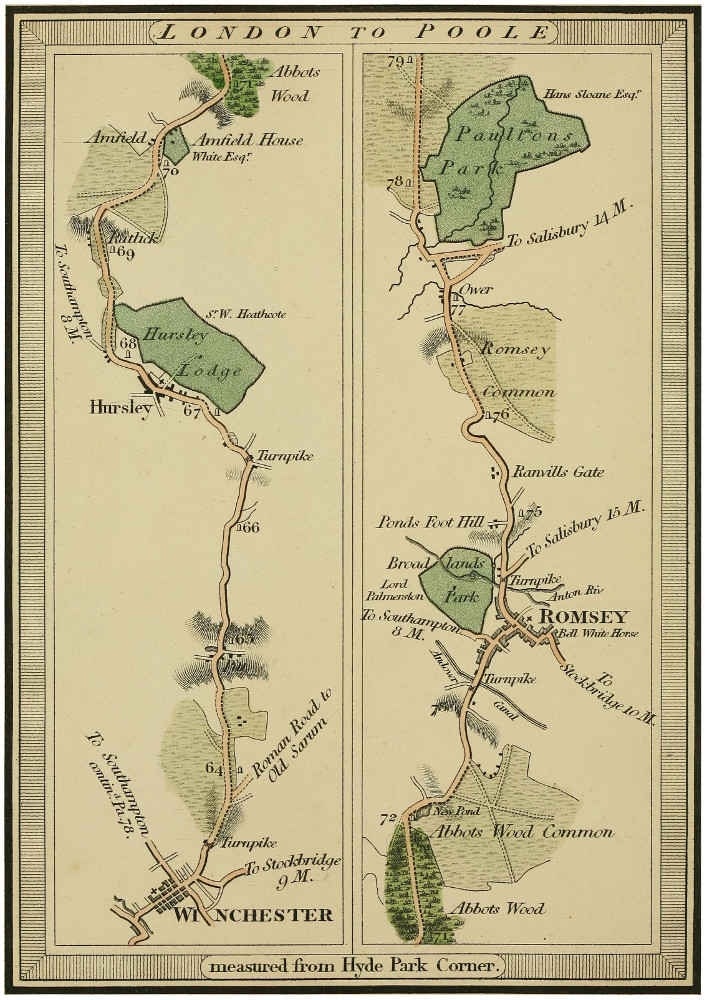 LONDON TO POOLE
Abbots
Wood
71
Amfield
Amfield House
White Esqr.
70
Ratlick
69
To Southampton
8 M.
Sr. W. Heathcote
Hursley
Lodge
68
Hursley
67
Turnpike
66
65
Roman Road to
Old Sarum
64
To Southampton
contind. Pa. 78.
Turnpike
To Stockbridge
9 M.
WINCHESTER
79
Hans Sloane Esqr.
Paultons
Park
78
To Salisbury 14 M.
Ower
77
Romsey
Common
76
Ranvills Gate
75
Ponds Foot Hill
To Salisbury 15 M.
Broadlands
Park
Lord
Palmerston
Turnpike
Anton Riv
ROMSEY
Bell White Horse
To Southampton
8 M.
To
Stockbridge 10 M.
Andover
Canal
Turnpike
72
New Pond
Abbots Wood Common
Abbots Wood
71
measured from Hyde Park Corner.